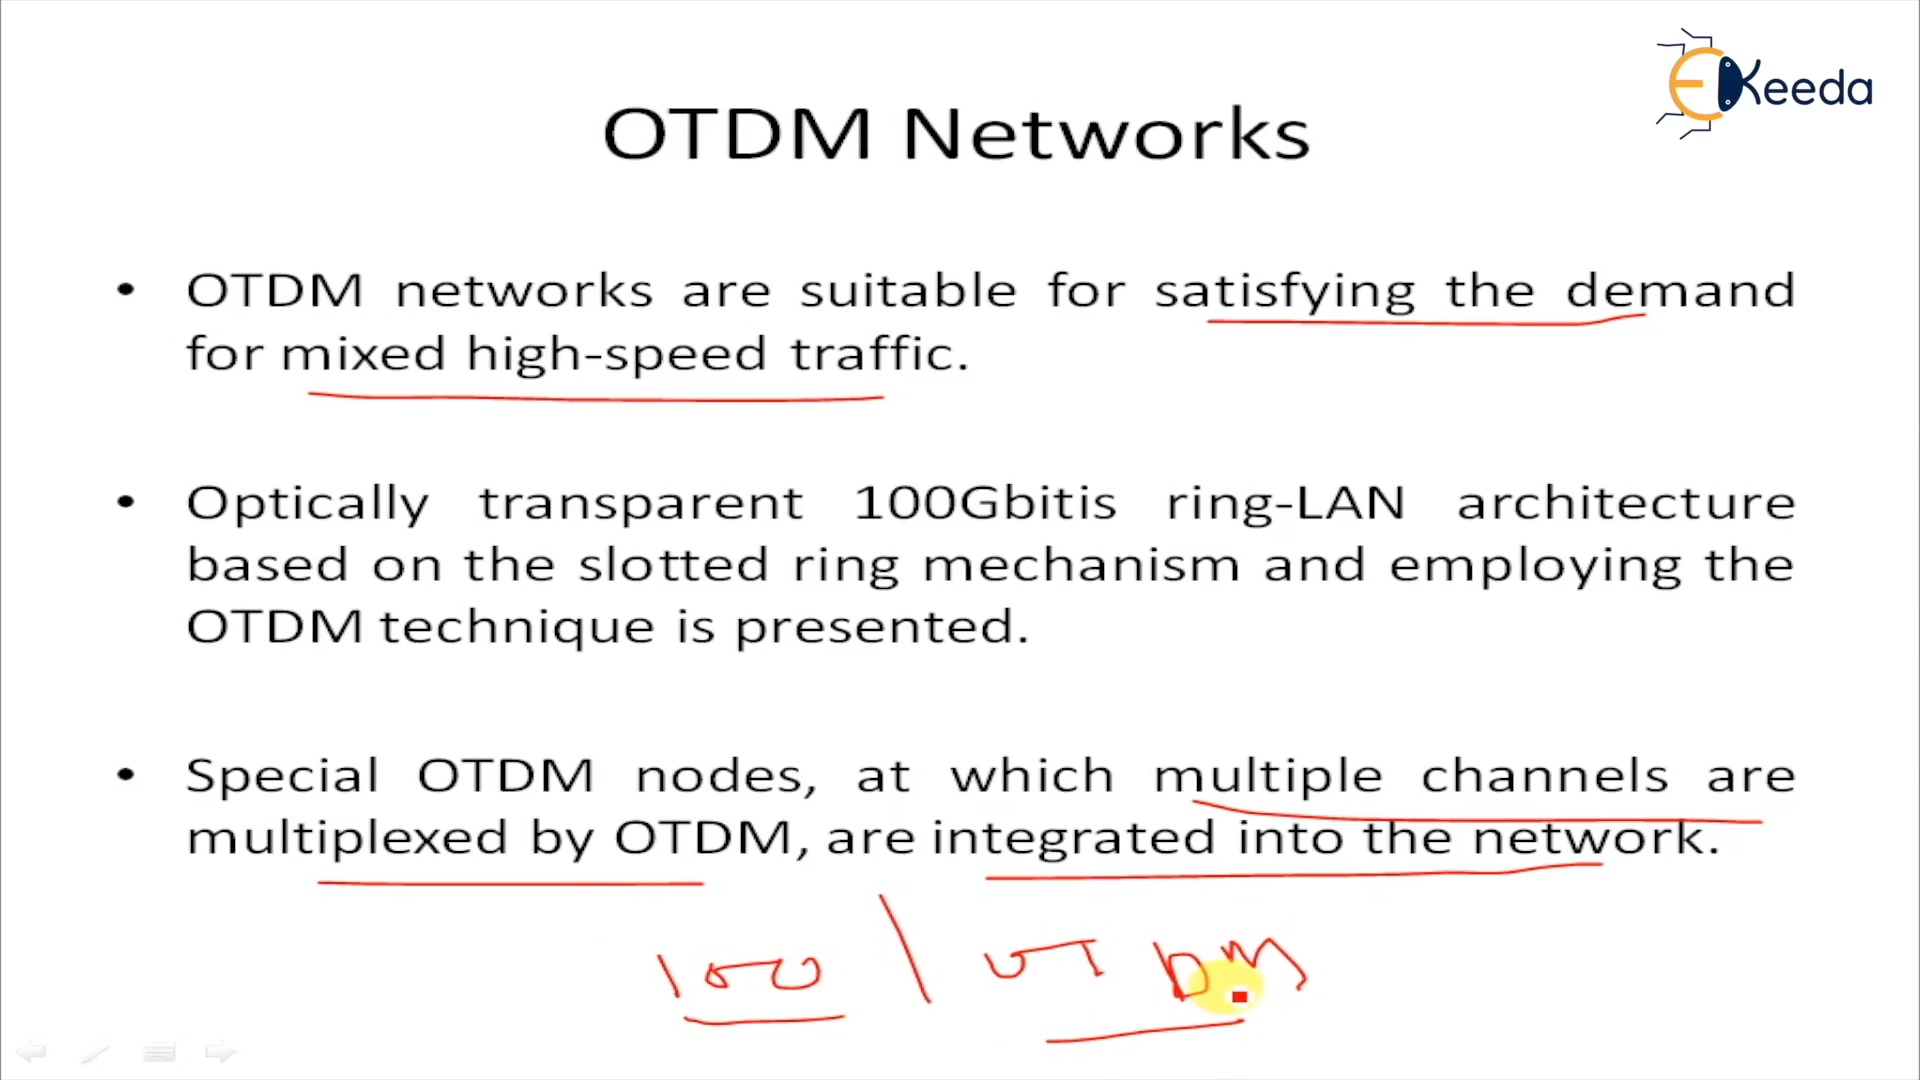 EKeeda
OTDM Networks
• OTDM networks are suitable for satisfying the demand
for mixed high-speed traffic.
• Optically transparent 100Gbitis ring-LAN architecture
based on the slotted ring mechanism and employing the
OTDM technique is presented.
• Special OTDM nodes, at which multiple channels are
multiplexed by OTDM, are integrated into the network.
100 / OTDM